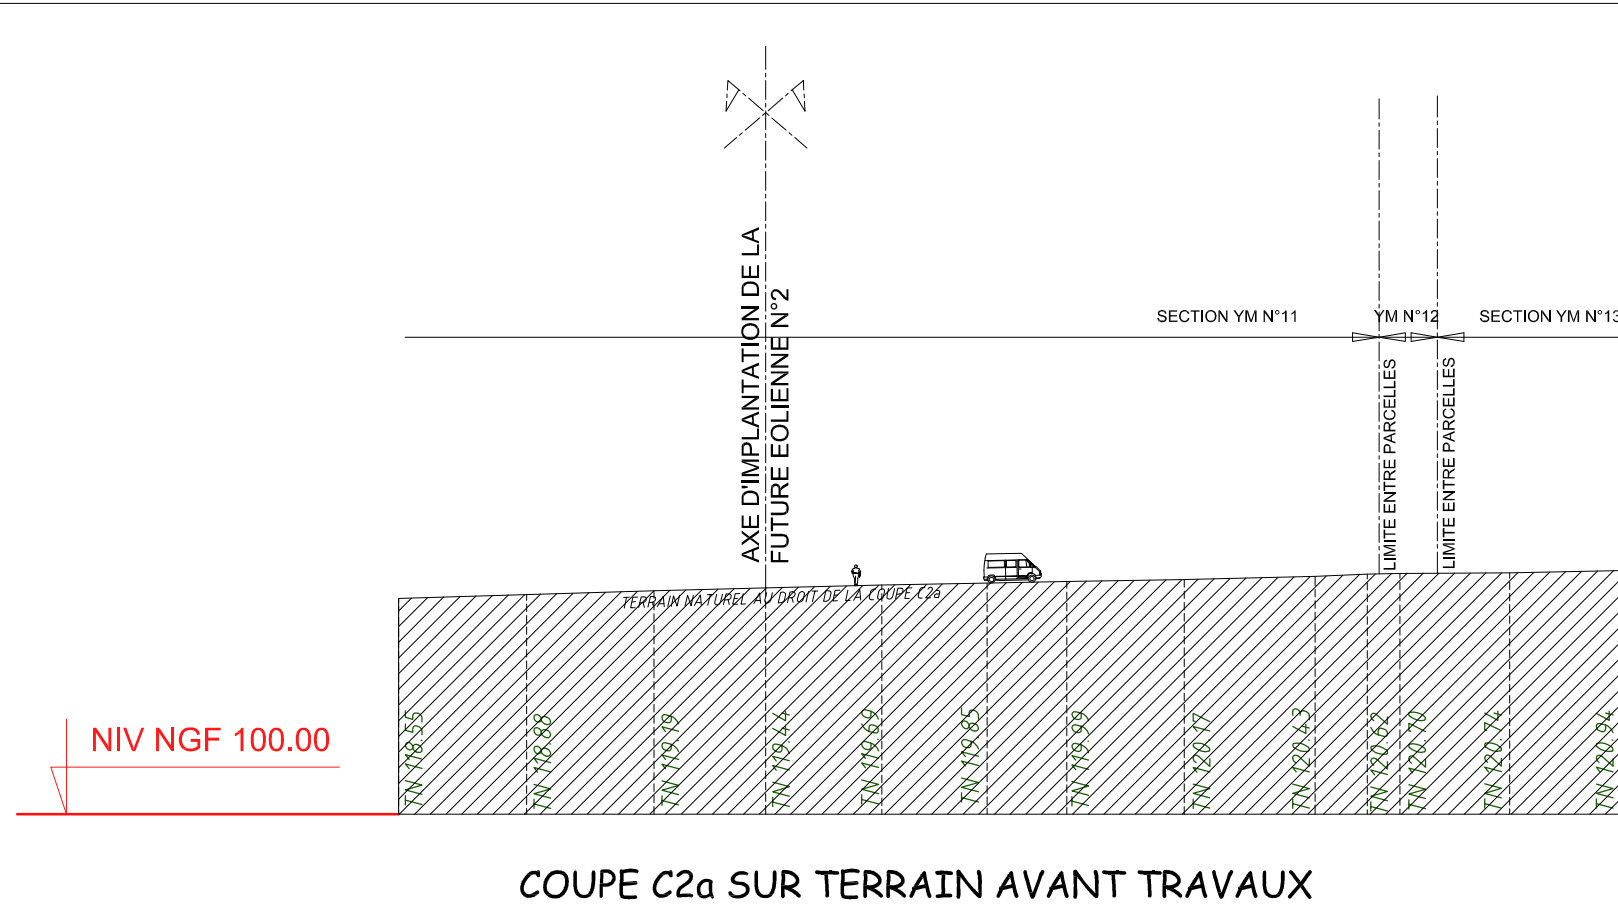 AXE D'IMPLANTATION DE LA
FUTURE EOLIENNE N°2
SECTION YM N°11
YM N°12
SECTION YM N°13
LIMITE ENTRE PARCELLES
LIMITE ENTRE PARCELLES
TERRAIN NATUREL AU DROIT DE LA COUPE C2a
NIV NGF 100.00
TN 118.55
TN 118.88
TN 119.19
TN 119.44
TN 119.69
TN 119.85
TN 119.99
TN 120.17
TN 120.43
TN 120.62
TN 120.70
TN 120.74
TN 120.94
COUPE C2a SUR TERRAIN AVANT TRAVAUX